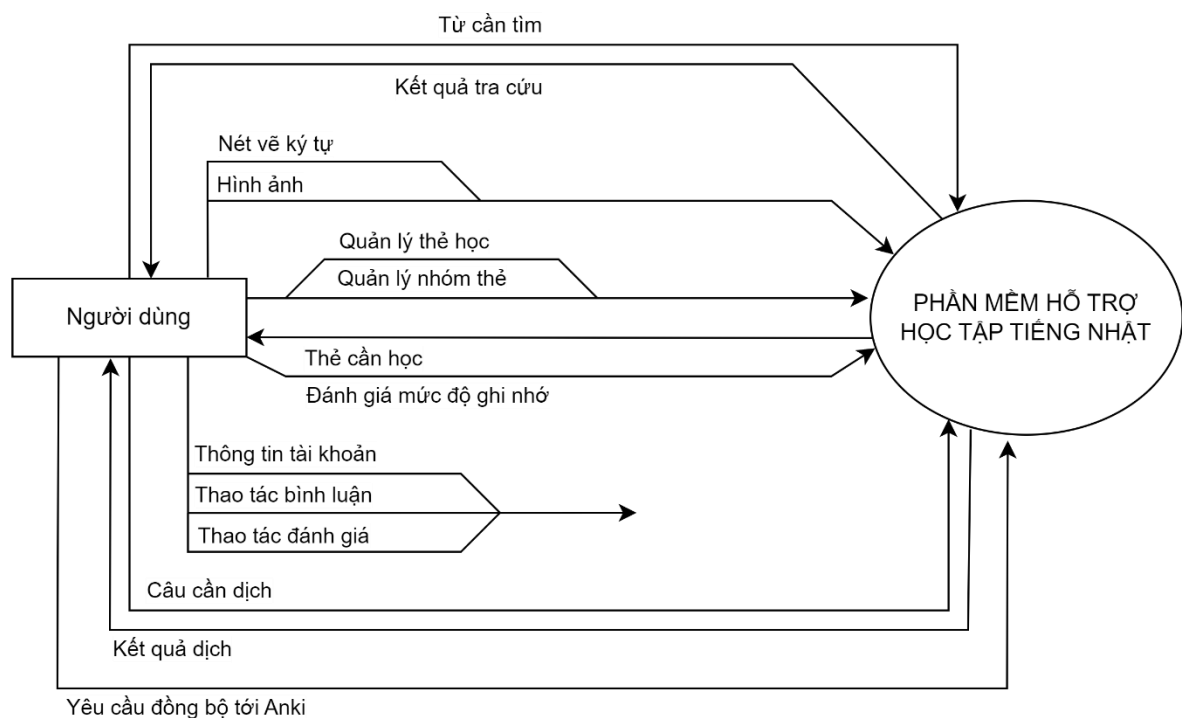 Từ cần tìm
Kết quả tra cứu
Nét vẽ ký tự
Hình ảnh
Quản lý thẻ học
Quản lý nhóm thẻ
Người dùng
PHẦN MỀM HỖ TRỢ
HỌC TẬP TIẾNG NHẬT
Thẻ cần học
Đánh giá mức độ ghi nhớ
Thông tin tài khoản
Thao tác bình luận
Thao tác đánh giá
Câu cần dịch
Kết quả dịch
Yêu cầu đồng bộ tới Anki